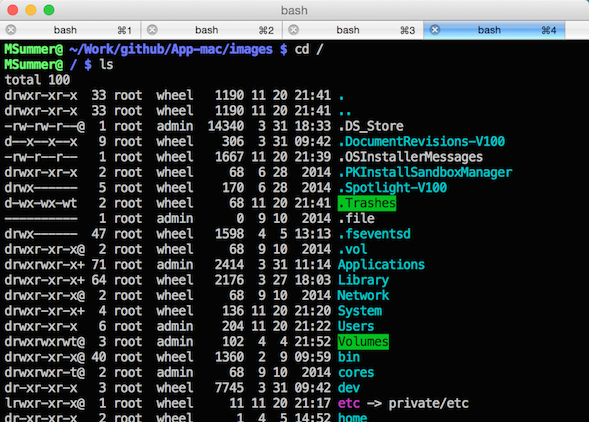 bash
bash ⌘1 bash ⌘2 bash ⌘3 bash ⌘4
MSummer@ ~/Work/github/App-mac/images $ cd /
MSummer@ / $ ls
total 100
drwxr-xr-x 33 root wheel 1190 11 20 21:41 .
drwxr-xr-x 33 root wheel 1190 11 20 21:41 ..
-rw-rw-r--@ 1 root admin 14340 3 31 18:33 .DS_Store
d--x--x--x 9 root wheel 306 3 31 09:42 .DocumentRevisions-V100
-rw-r--r-- 1 root wheel 1667 11 20 21:39 .OSInstallerMessages
drwxr-xr-x 2 root wheel 68 6 28 2014 .PKInstallSandboxManager
drwx------ 5 root wheel 170 6 28 2014 .Spotlight-V100
d-wx-wx-wt 2 root wheel 68 11 20 21:41 .Trashes
---------- 1 root admin 0 9 10 2014 .file
drwx------ 47 root wheel 1598 4 5 13:13 .fseventsd
drwxr-xr-x@ 2 root wheel 68 9 10 2014 .vol
drwxrwxr-x+ 71 root admin 2414 3 31 11:14 Applications
drwxr-xr-x+ 64 root wheel 2176 3 27 18:03 Library
drwxr-xr-x@ 2 root wheel 68 9 10 2014 Network
drwxr-xr-x+ 4 root wheel 136 11 20 21:20 System
drwxr-xr-x 6 root admin 204 11 20 21:22 Users
drwxrwxrwt@ 3 root admin 102 4 4 21:52 Volumes
drwxr-xr-x@ 40 root wheel 1360 2 9 09:59 bin
drwxrwxr-t@ 2 root admin 68 9 10 2014 cores
dr-xr-xr-x 3 root wheel 7745 3 31 09:42 dev
lrwxr-xr-x@ 1 root wheel 11 11 20 21:17 etc -> private/etc
dr-xr-xr-x 2 root wheel 1 4 5 14:52 home